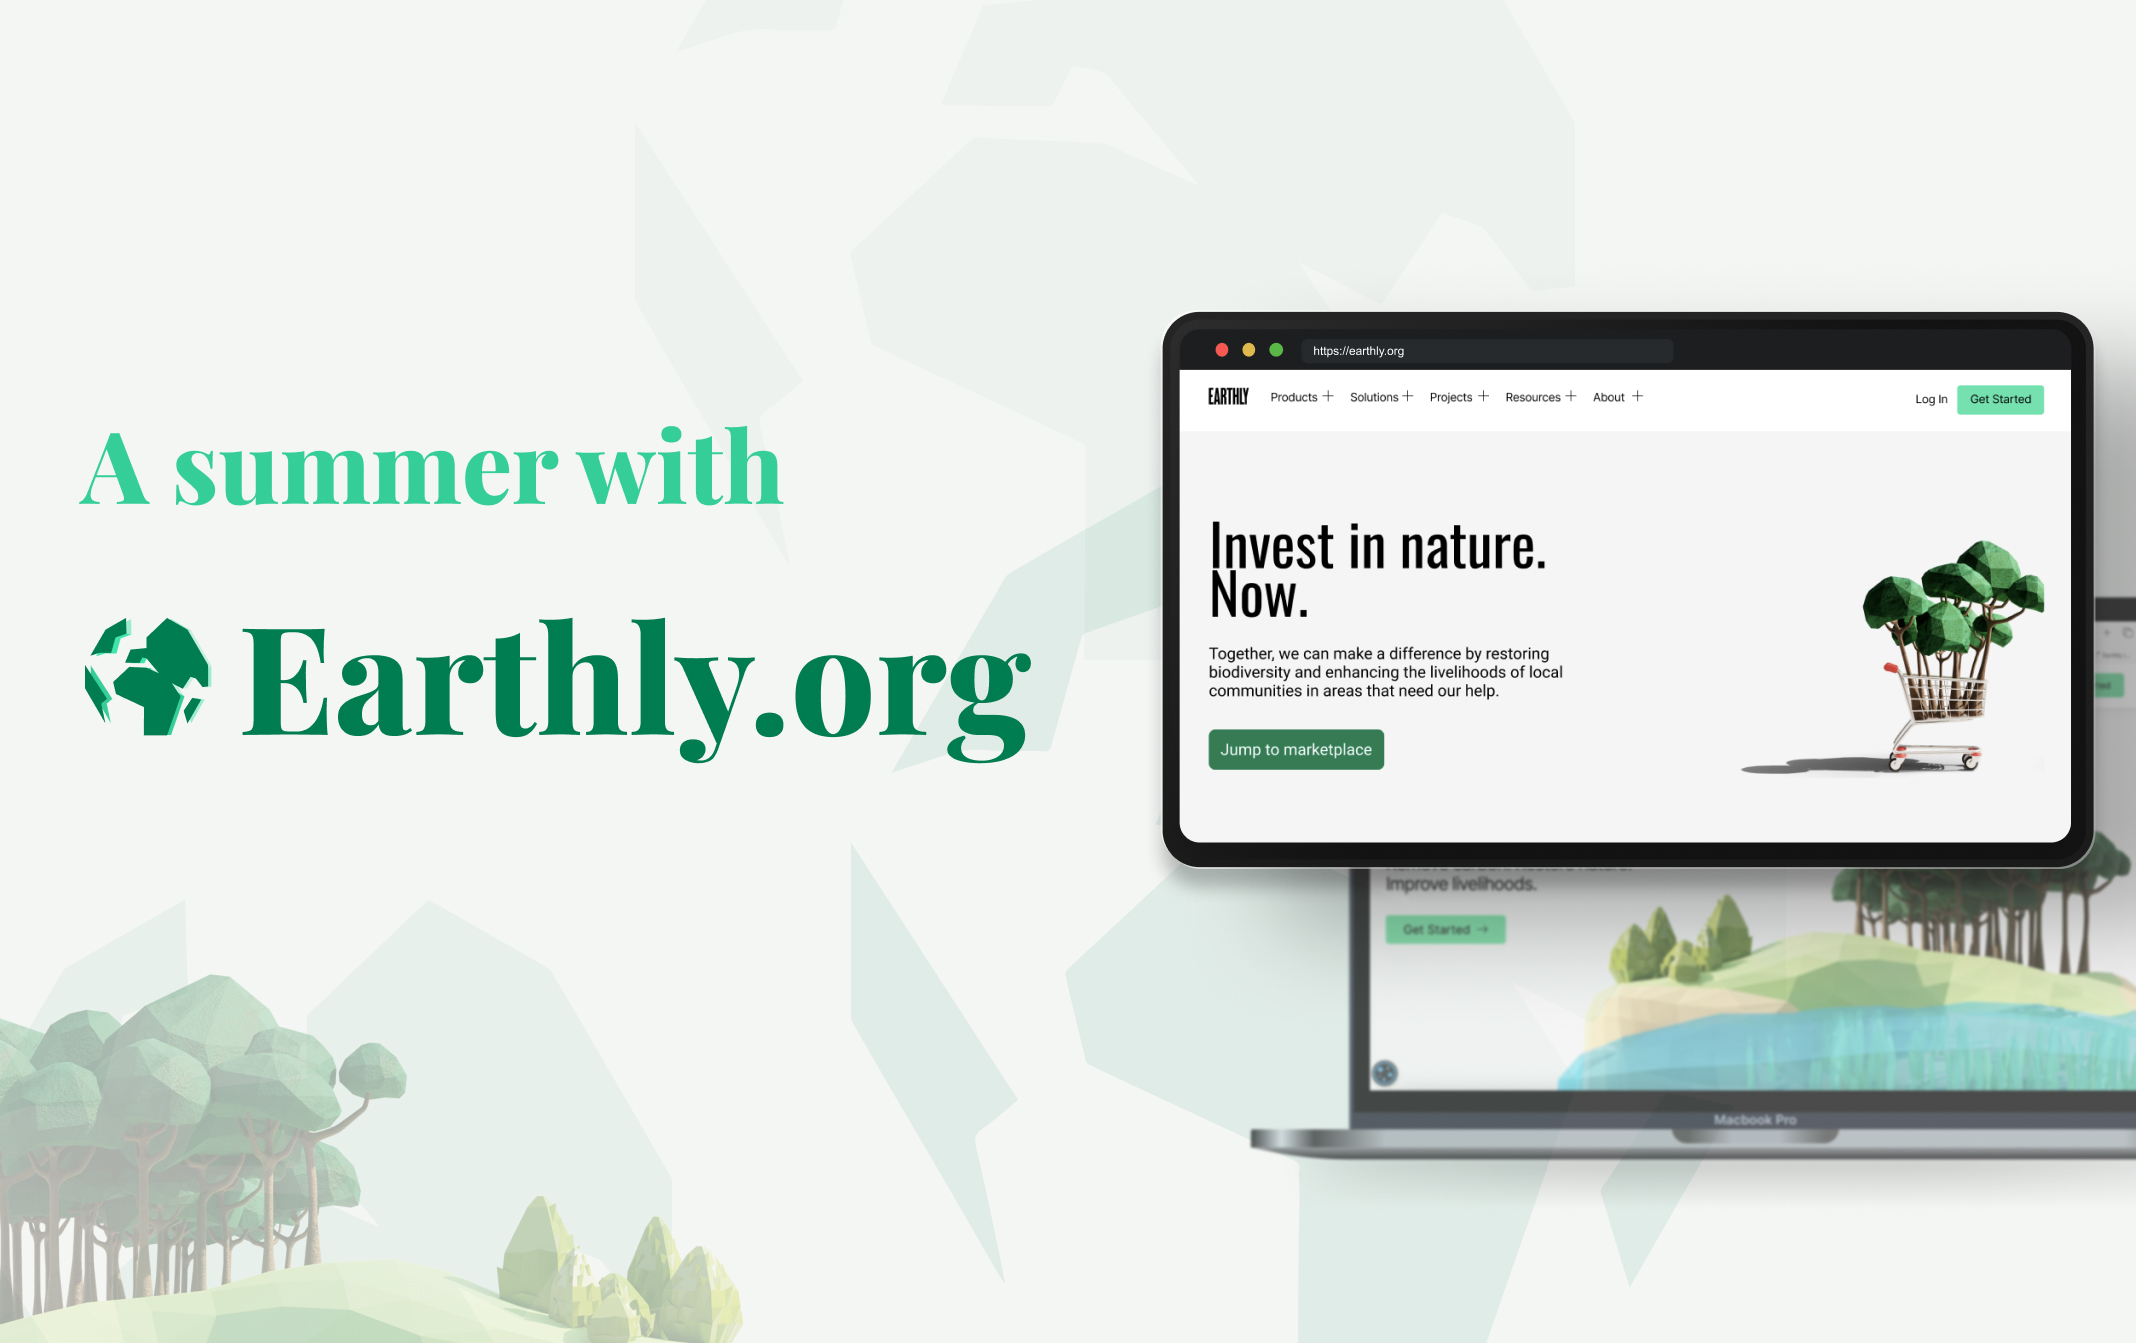 A summer with
Earthly.org
https://earthly.org
EARTHLY
Products + Solutions + Projects + Resources + About +
Log In
Get Started
Invest in nature.
Now.
Together, we can make a difference by restoring
biodiversity and enhancing the livelihoods of local
communities in areas that need our help.
Jump to marketplace
Improve livelihoods.
Get Started →
Macbook Pro